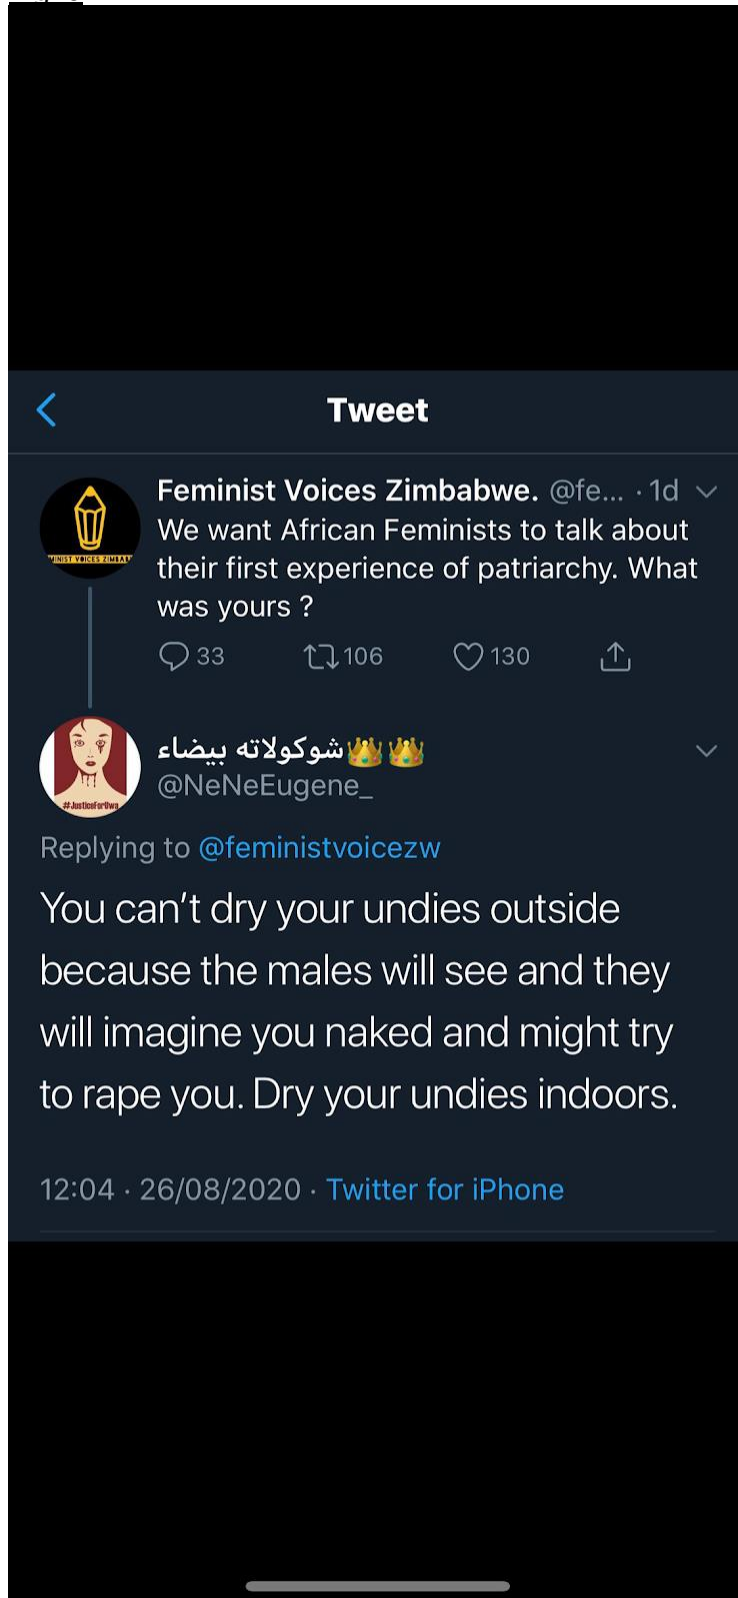 Tweet
Feminist Voices Zimbabwe. @fe... · 1d
We want African Feminists to talk about
their first experience of patriarchy. What
was yours ?
33 106 130
شوكولاته بيضاء👑👑
@NeNeEugene_
#JusticeForUwa
Replying to @feministvoicezw
You can't dry your undies outside
because the males will see and they
will imagine you naked and might try
to rape you. Dry your undies indoors.
12:04 · 26/08/2020 · Twitter for iPhone